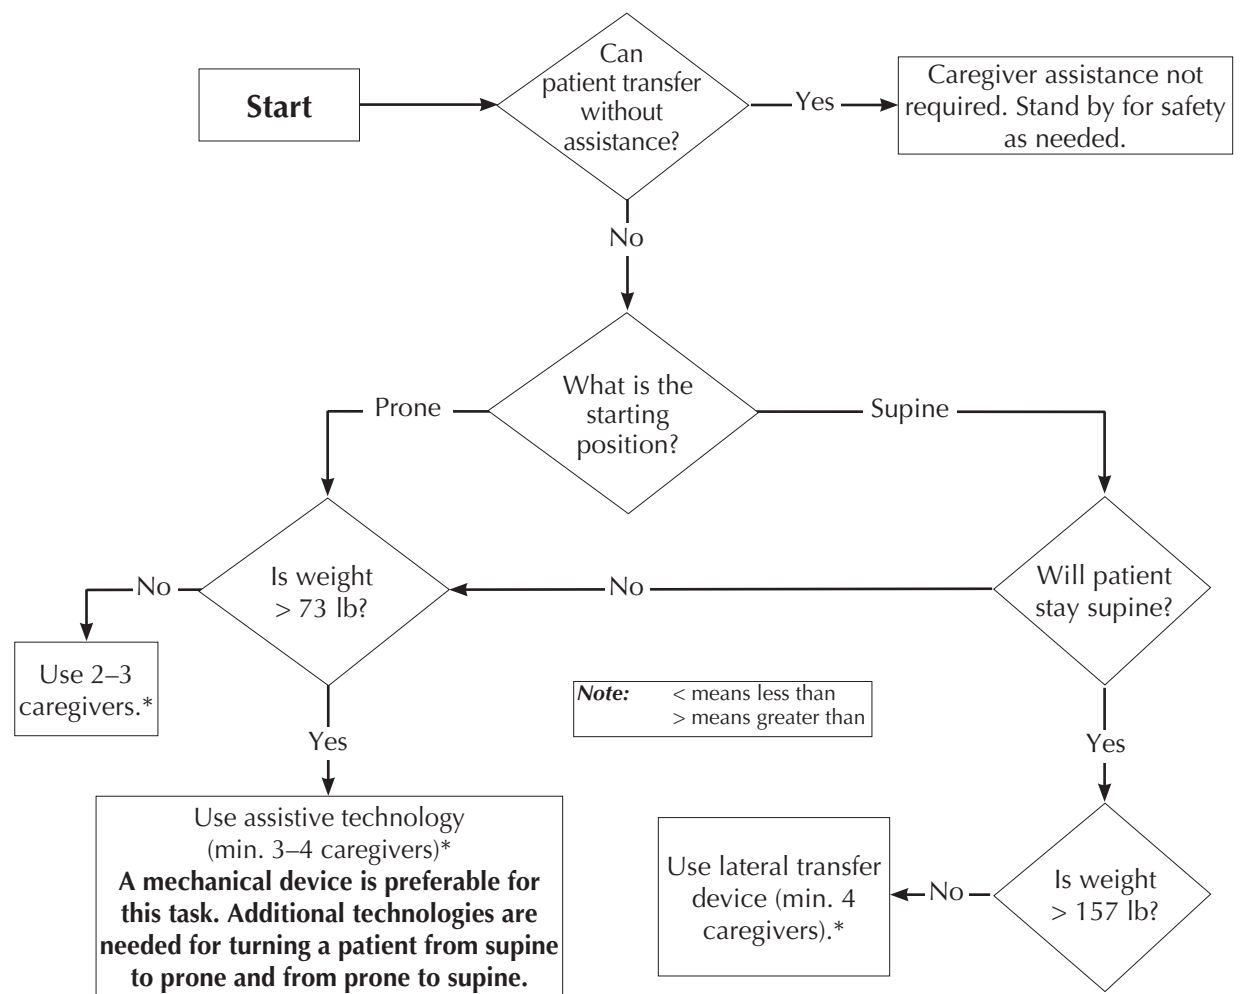 Start
Can
patient transfer
without
assistance?
Yes
Caregiver assistance not
required. Stand by for safety
as needed.
No
What is the
starting
position?
Prone
Supine
Is weight
> 73 lb?
No
No
Will patient
stay supine?
Use 2–3
caregivers.*
Note: < means less than
> means greater than
Yes
Yes
Use assistive technology
(min. 3–4 caregivers)*
A mechanical device is preferable for
this task. Additional technologies are
needed for turning a patient from supine
to prone and from prone to supine.
Use lateral transfer
device (min. 4
caregivers).*
No
Is weight
> 157 lb?